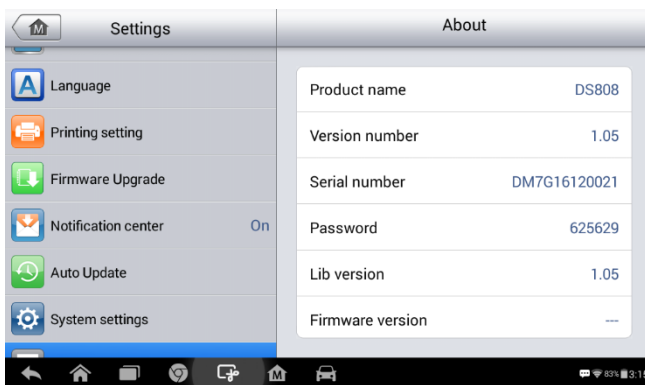 M
Settings
About
A
Language
Printing setting
Firmware Upgrade
Notification center On
Auto Update
System settings
Product name DS808
Version number 1.05
Serial number DM7G16120021
Password 625629
Lib version 1.05
Firmware version ---
M
83%